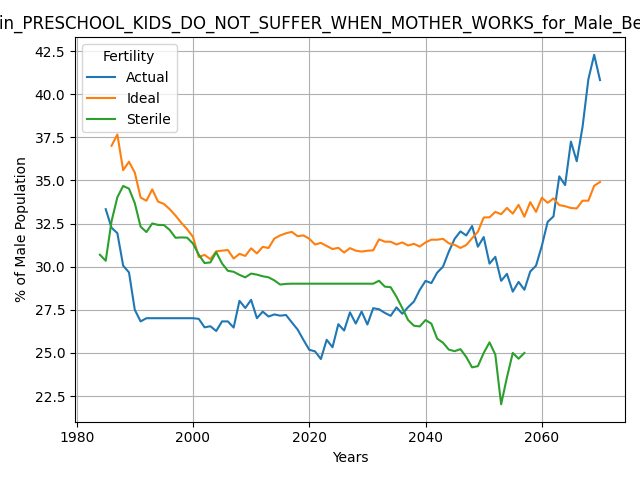 in_PRESCHOOL_KIDS_DO_NOT_SUFFER_WHEN_MOTHER_WORKS_for_Male_Be
Fertility
Actual
Ideal
Sterile
% of Male Population
42.5
40.0
37.5
35.0
32.5
30.0
27.5
25.0
22.5
1980
2000
2020
2040
2060
Years